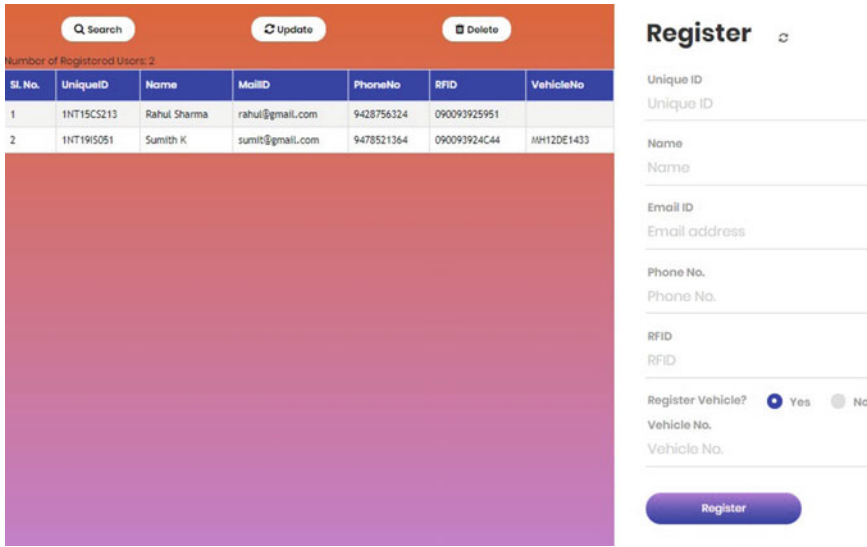 Search Update Delete
Number of Registered Users: 2
Sl. No. UniqueID Name MailID PhoneNo RFID VehicleNo
1 1NT15CS213 Rahul Sharma rahul@gmail.com 9428756324 090093925951
2 1NT19IS051 Sumith K sumit@gmail.com 9478521364 090093924C44 MH12DE1433
Register
Unique ID
Unique ID
Name
Name
Email ID
Email address
Phone No.
Phone No.
RFID
RFID
Register Vehicle? Yes No
Vehicle No.
Vehicle No.
Register